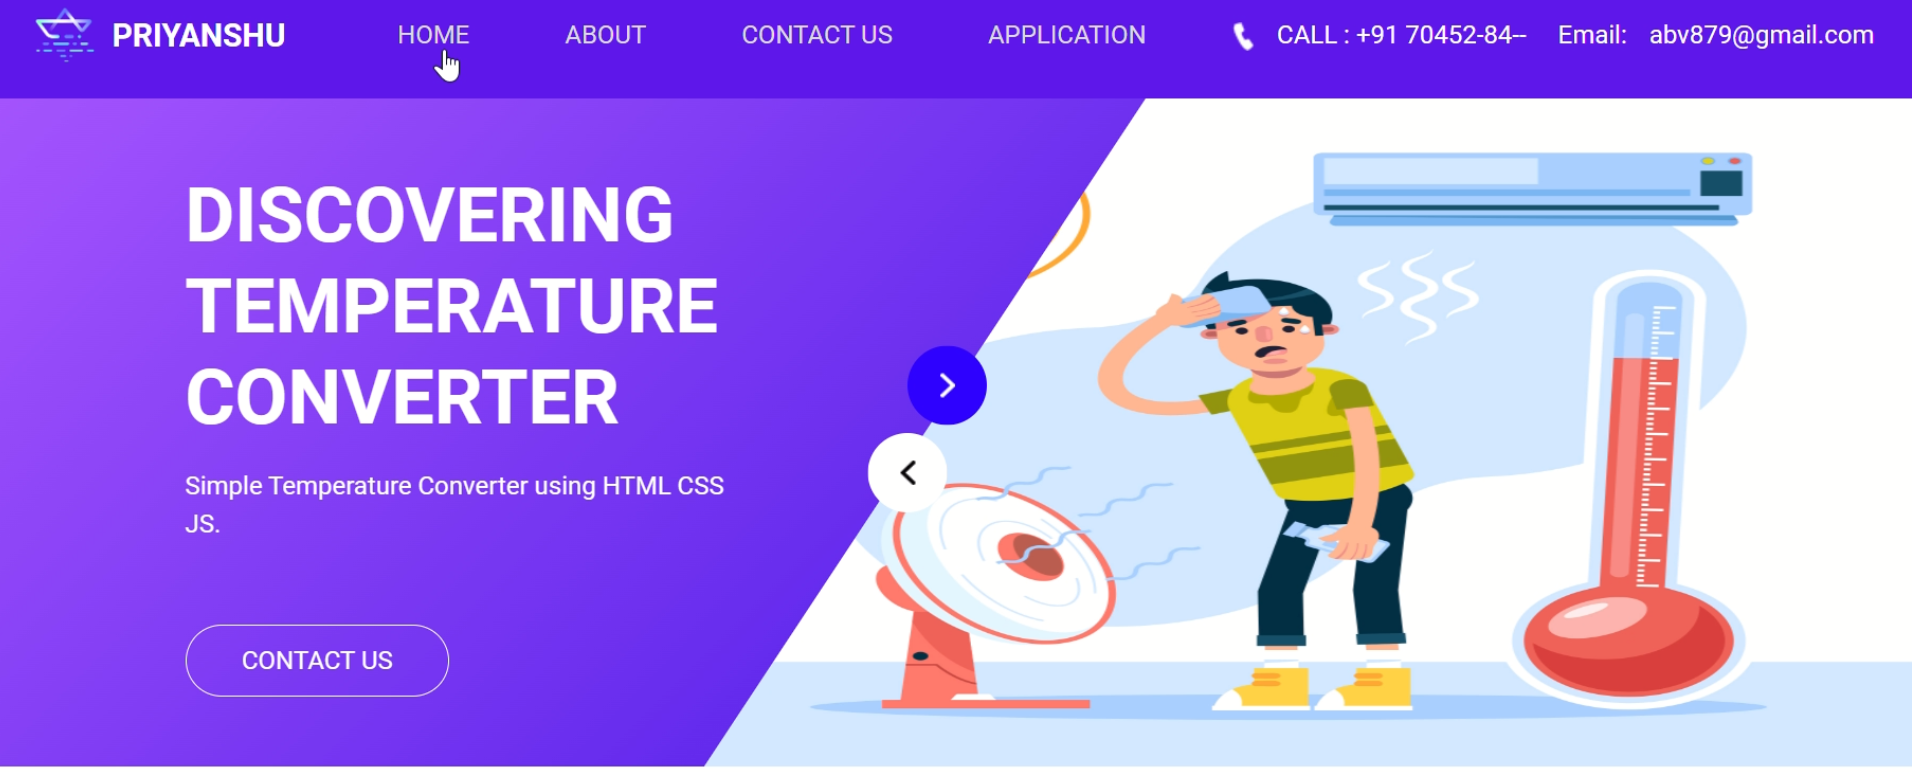 PRIYANSHU HOME ABOUT CONTACT US APPLICATION CALL : +91 70452-84-- Email: abv879@gmail.com
DISCOVERING
TEMPERATURE
CONVERTER
Simple Temperature Converter using HTML CSS
JS.
CONTACT US